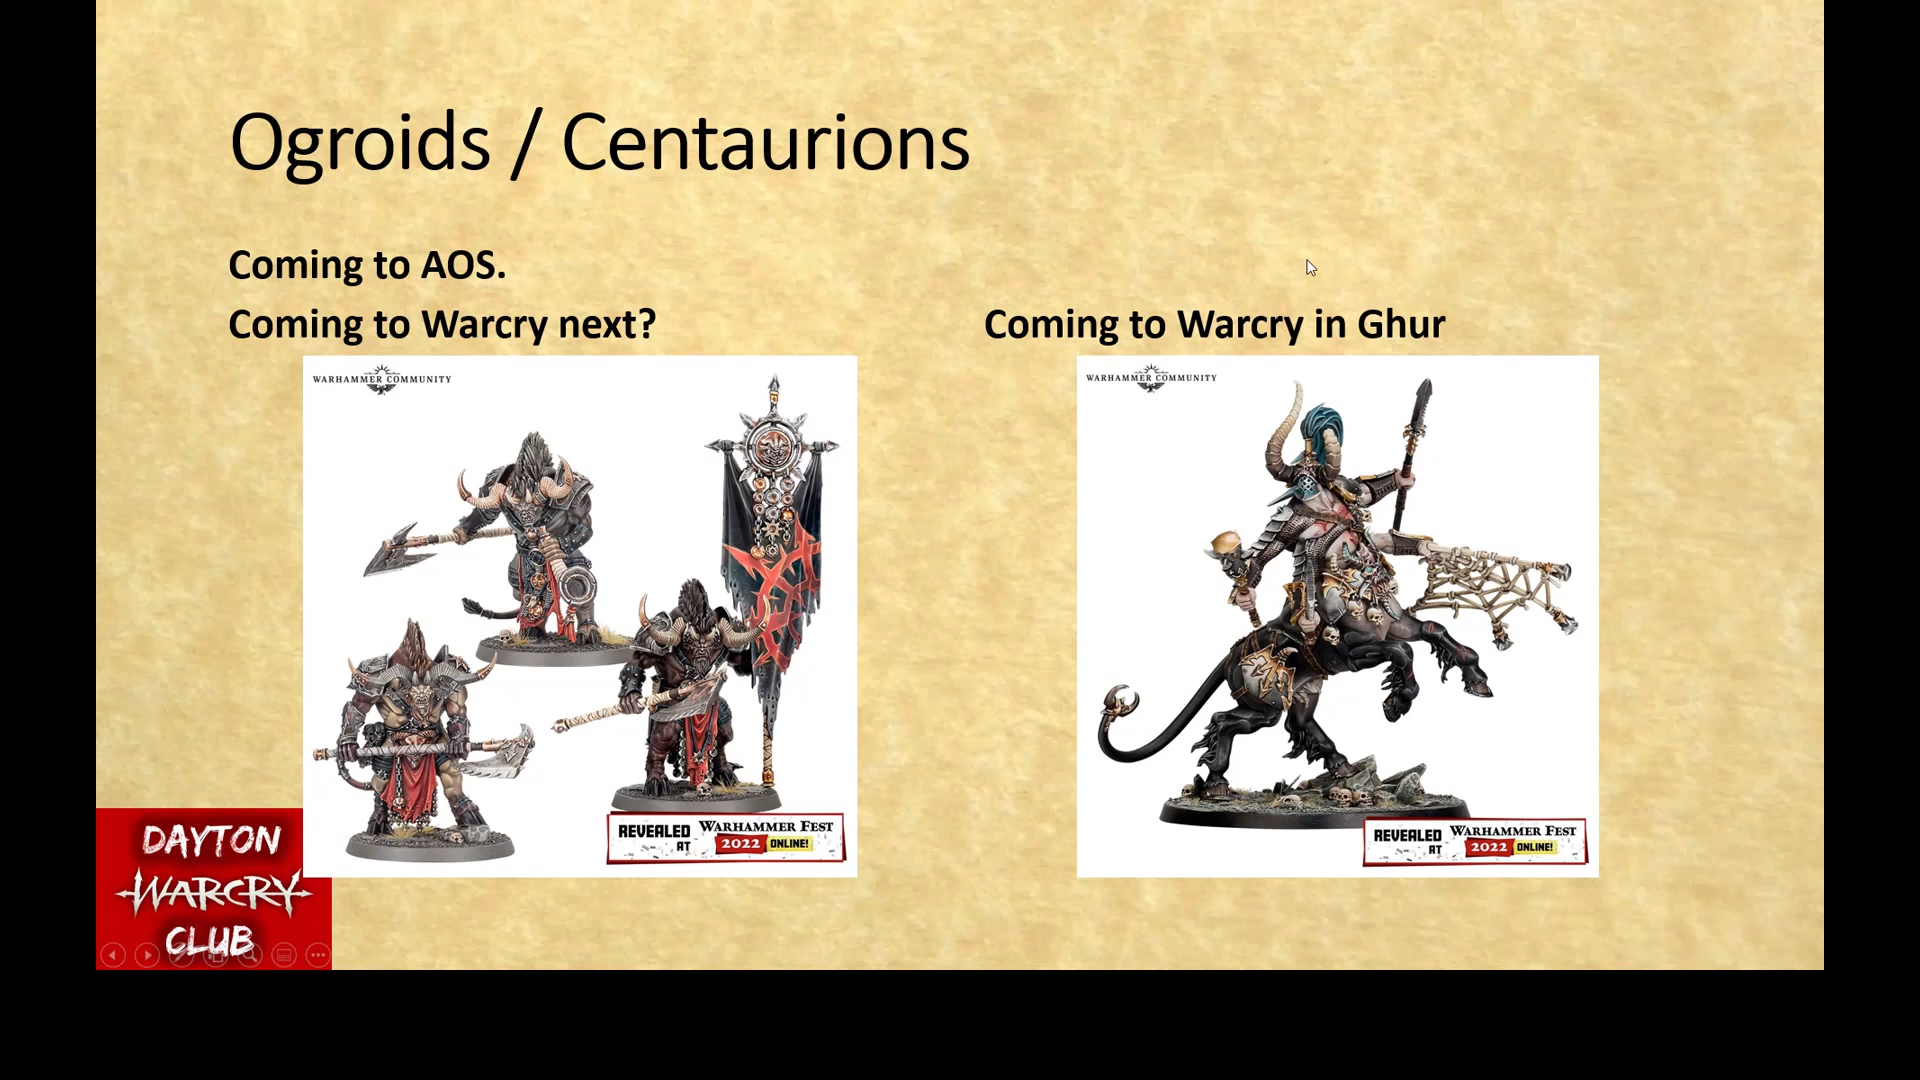 Ogroids / Centaurions
Coming to AOS.
Coming to Warcry next?
Coming to Warcry in Ghur
WARHAMMER COMMUNITY
REVEALED AT
WARHAMMER FEST
2022 ONLINE!
WARHAMMER COMMUNITY
REVEALED AT
WARHAMMER FEST
2022 ONLINE!
DAYTON
WARCRY
CLUB